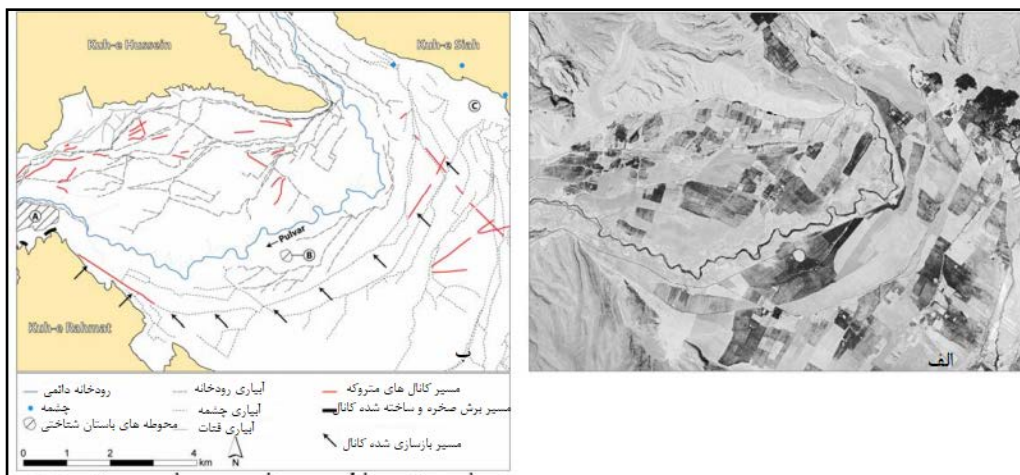 Kuh-e Hussein
Kuh-e Siah
C
A
Pulvar
B
Kuh-e Rahmat
ب
الف
رودخانه دائمی
آبیاری رودخانه
مسیر کانال های متروکه
چشمه
آبیاری چشمه
مسیر برش صخره و ساخته شده کانال
محوطه های باستان شناختی
آبیاری قنات
مسیر بازسازی شده کانال
0 1 2 4
km
N